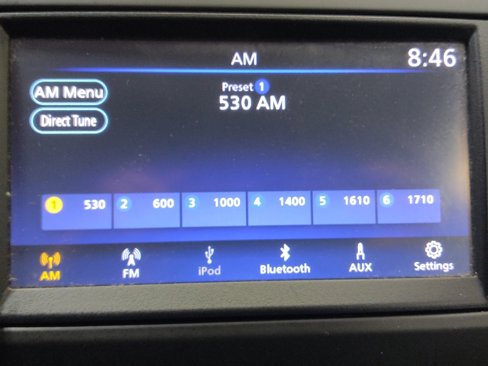 AM 8:46
AM Menu
Preset 1
530 AM
Direct Tune
1 530 2 600 3 1000 4 1400 5 1610 6 1710
AM FM iPod Bluetooth AUX Settings